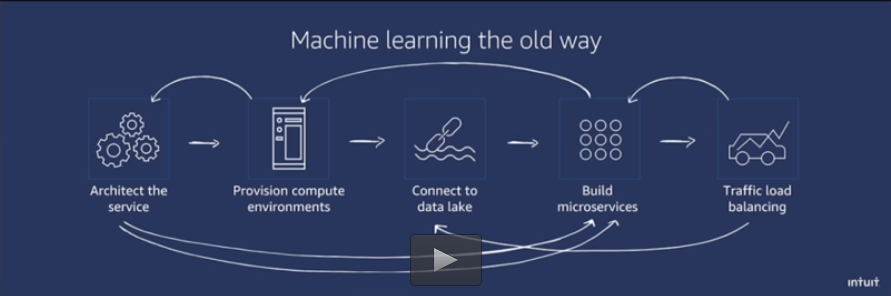 Machine learning the old way
Architect the
service
Provision compute
environments
Connect to
data lake
Build
microservices
Traffic load
balancing
intuit